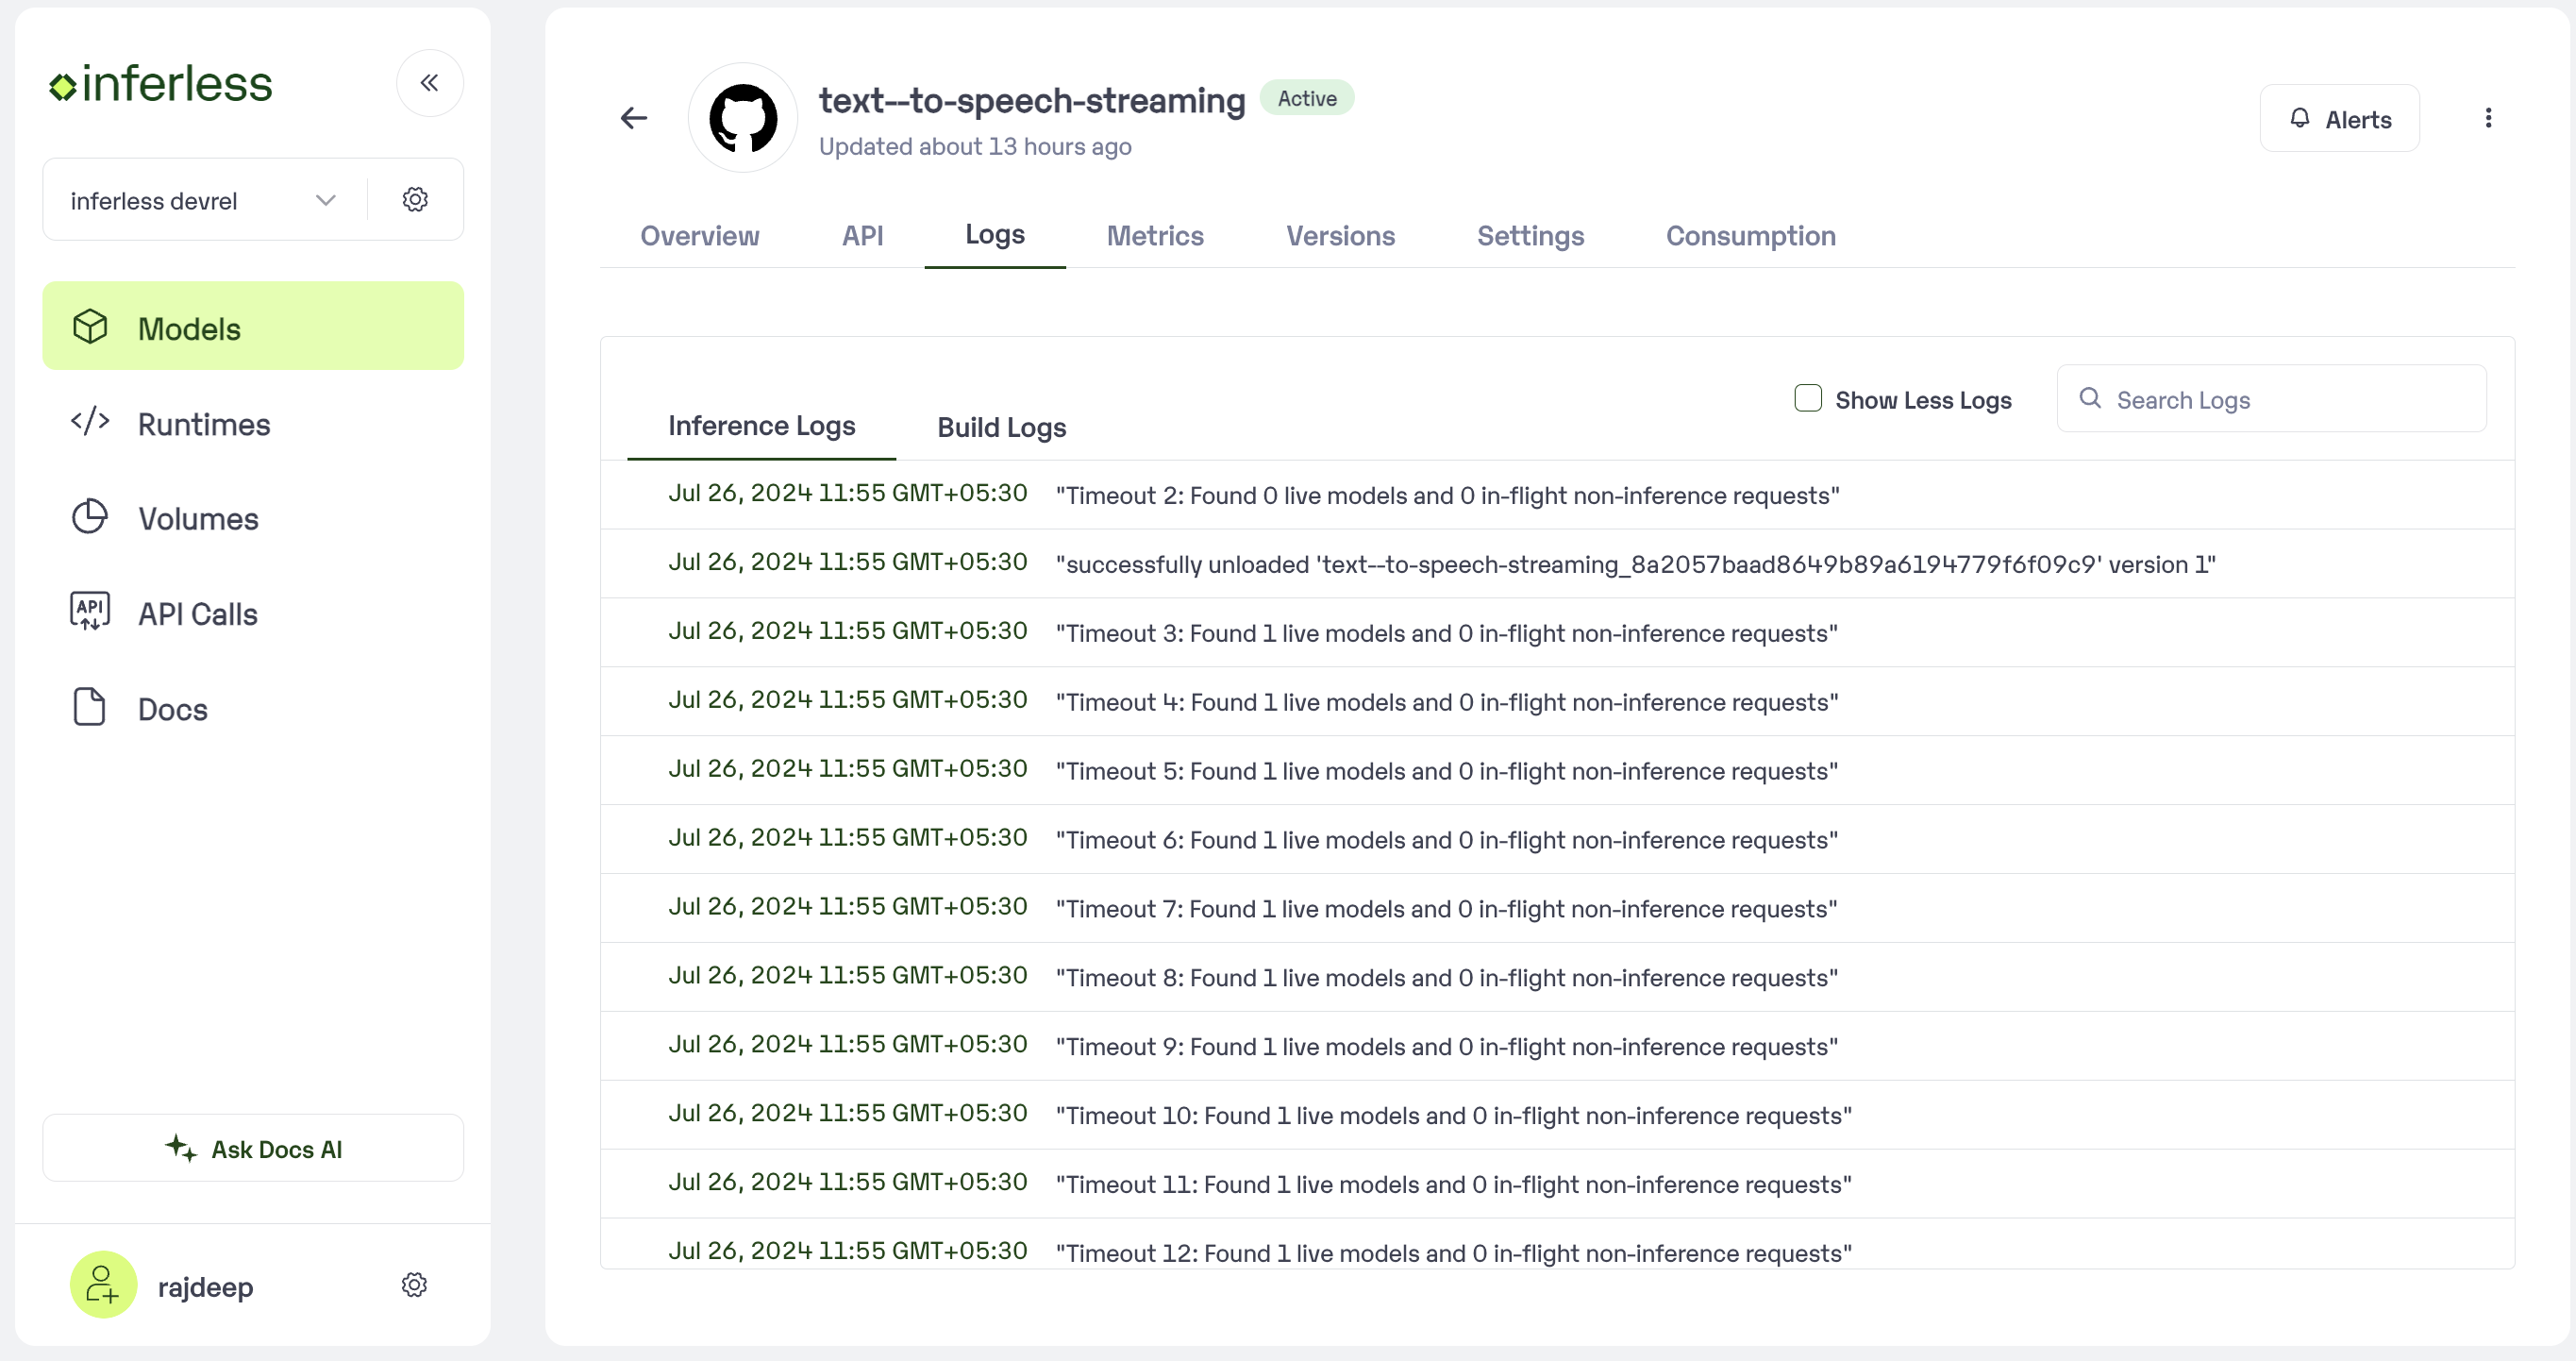 inferless
inferless devrel
Models
Runtimes
Volumes
API
API Calls
Docs
Ask Docs AI
rajdeep
text--to-speech-streaming
Active
Updated about 13 hours ago
Alerts
Overview
API
Logs
Metrics
Versions
Settings
Consumption
Inference Logs
Build Logs
Show Less Logs
Search Logs
Jul 26, 2024 11:55 GMT+05:30 "Timeout 2: Found 0 live models and 0 in-flight non-inference requests"
Jul 26, 2024 11:55 GMT+05:30 "successfully unloaded 'text--to-speech-streaming_8a2057baad8649b89a6194779f6f09c9' version 1"
Jul 26, 2024 11:55 GMT+05:30 "Timeout 3: Found 1 live models and 0 in-flight non-inference requests"
Jul 26, 2024 11:55 GMT+05:30 "Timeout 4: Found 1 live models and 0 in-flight non-inference requests"
Jul 26, 2024 11:55 GMT+05:30 "Timeout 5: Found 1 live models and 0 in-flight non-inference requests"
Jul 26, 2024 11:55 GMT+05:30 "Timeout 6: Found 1 live models and 0 in-flight non-inference requests"
Jul 26, 2024 11:55 GMT+05:30 "Timeout 7: Found 1 live models and 0 in-flight non-inference requests"
Jul 26, 2024 11:55 GMT+05:30 "Timeout 8: Found 1 live models and 0 in-flight non-inference requests"
Jul 26, 2024 11:55 GMT+05:30 "Timeout 9: Found 1 live models and 0 in-flight non-inference requests"
Jul 26, 2024 11:55 GMT+05:30 "Timeout 10: Found 1 live models and 0 in-flight non-inference requests"
Jul 26, 2024 11:55 GMT+05:30 "Timeout 11: Found 1 live models and 0 in-flight non-inference requests"
Jul 26, 2024 11:55 GMT+05:30 "Timeout 12: Found 1 live models and 0 in-flight non-inference requests"